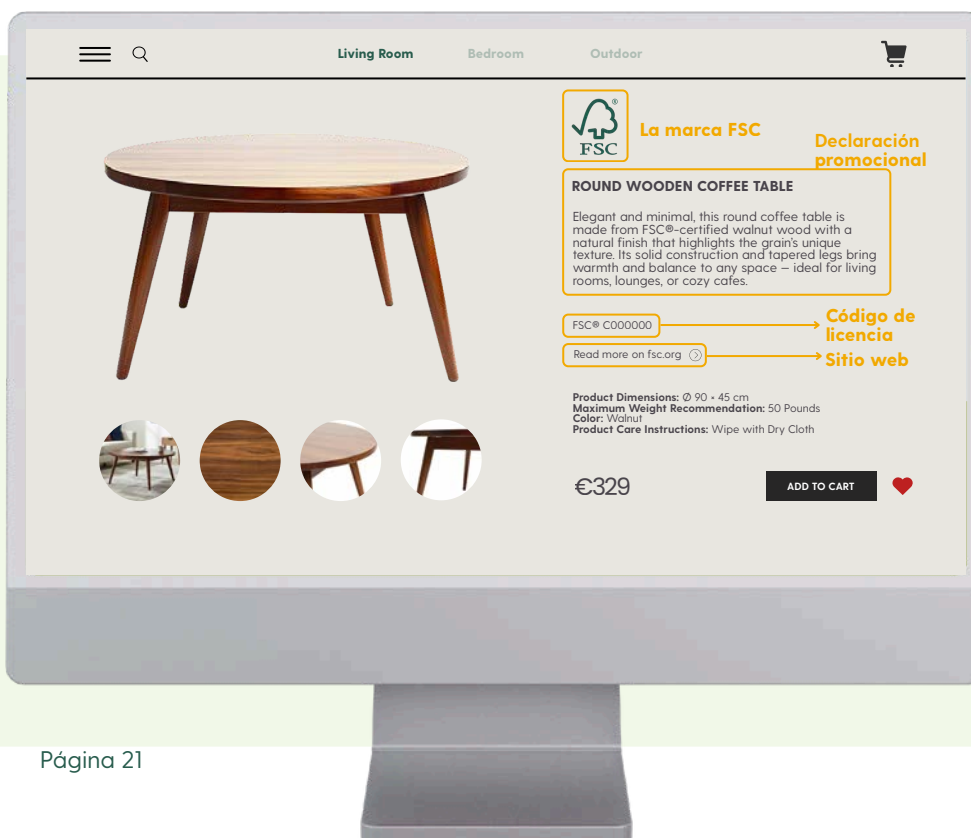 Living Room
Bedroom
Outdoor
FSC®
La marca FSC
Declaración
promocional
ROUND WOODEN COFFEE TABLE
Elegant and minimal, this round coffee table is
made from FSC®-certified walnut wood with a
natural finish that highlights the grain's unique
texture. Its solid construction and tapered legs bring
warmth and balance to any space – ideal for living
rooms, lounges, or cozy cafes.
FSC® C000000
Código de
licencia
Read more on fsc.org
Sitio web
Product Dimensions: Ø 90 × 45 cm
Maximum Weight Recommendation: 50 Pounds
Color: Walnut
Product Care Instructions: Wipe with Dry Cloth
€329
ADD TO CART
Página 21